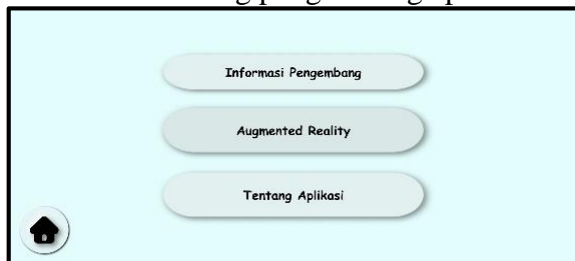 Informasi Pengembang
Augmented Reality
Tentang Aplikasi